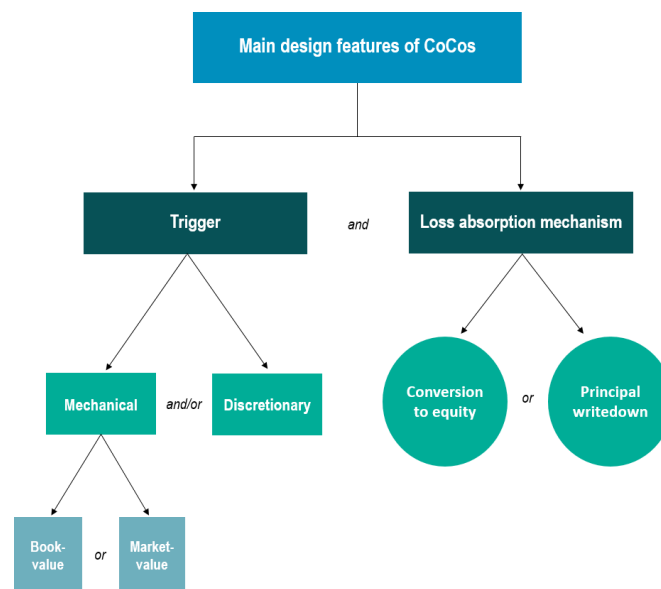 Main design features of CoCos
Trigger
and
Loss absorption mechanism
Mechanical
and/or
Discretionary
Conversion
to equity
or
Principal
writedown
Book-
value
or
Market-
value